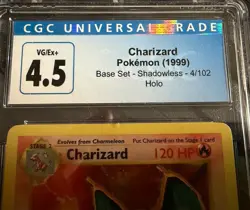 CGC UNIVERSAL GRADE
VG/Ex+
4.5
Charizard
Pokémon (1999)
Base Set - Shadowless - 4/102
Holo
Evolves from Charmeleon
Put Charizard on the Stage 1 card
STAGE 2
Charizard
120 HP